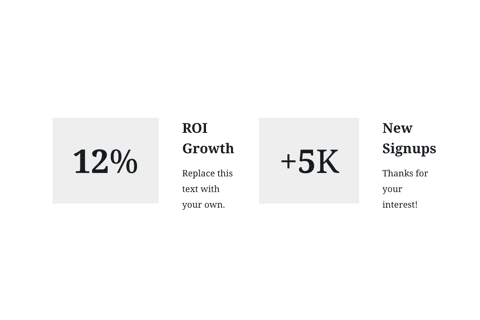 12%
ROI
Growth
Replace this
text with
your own.
+5K
New
Signups
Thanks for
your
interest!